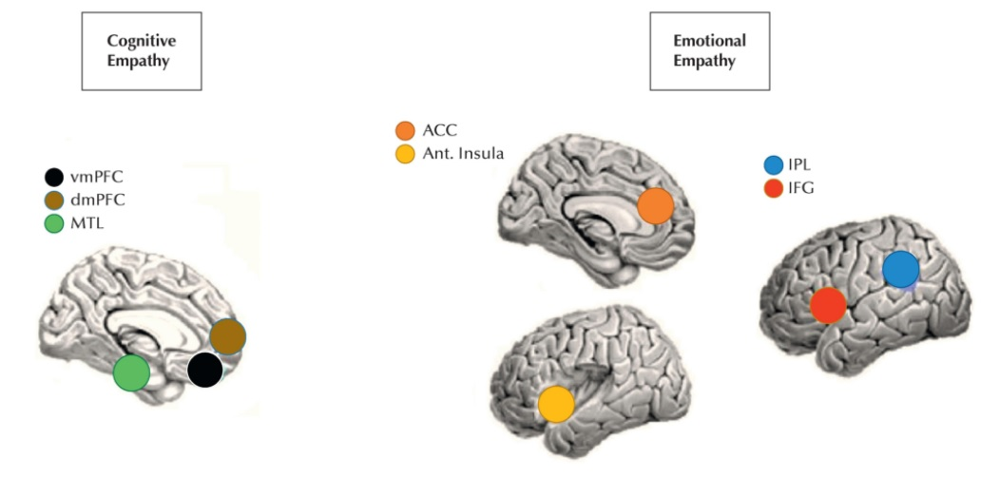 Cognitive
Empathy
Emotional
Empathy
vmPFC
dmPFC
MTL
ACC
Ant. Insula
IPL
IFG